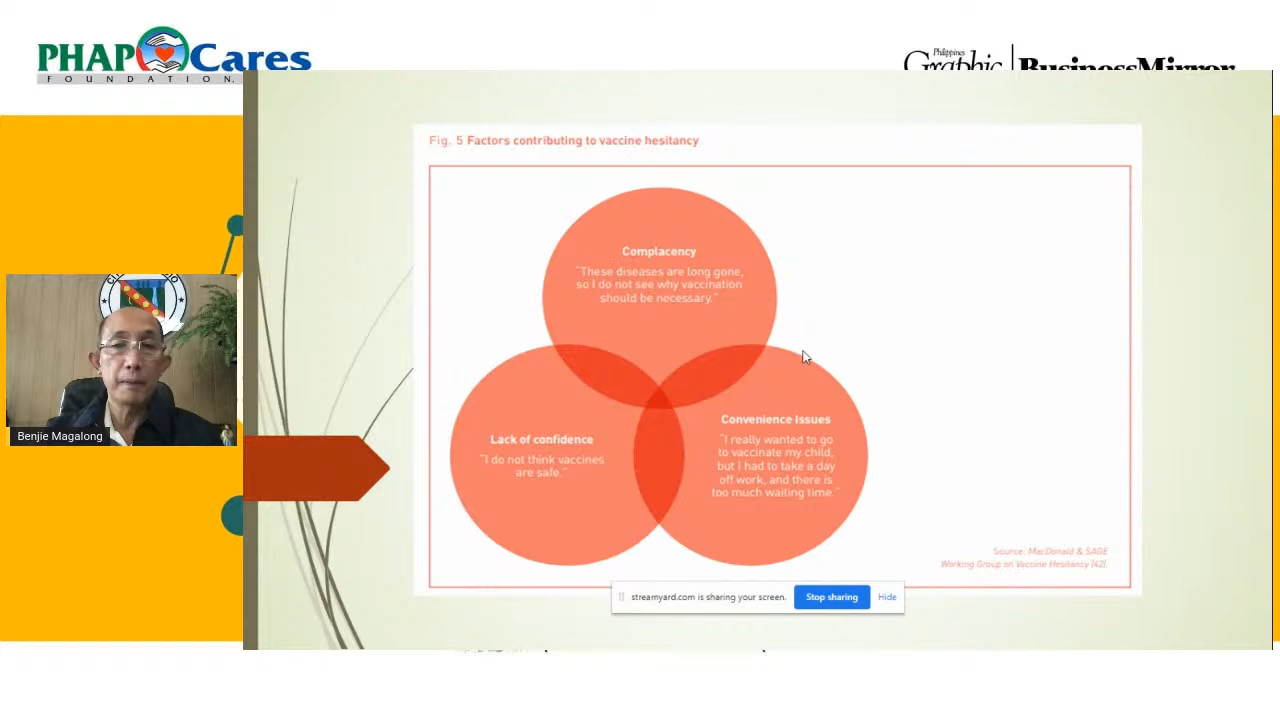 PHAP Cares
FOUNDATION,
Philippines
Graphic
BusinessMirror
Fig. 5 Factors contributing to vaccine hesitancy
Complacency
"These diseases are long gone,
so I do not see why vaccination
should be necessary."
Lack of confidence
"I do not think vaccines
are safe."
Convenience Issues
"I really wanted to go
to vaccinate my child,
but I had to take a day
off work, and there is
too much waiting time."
Source: MacDonald & SAGE
Working Group on Vaccine Hesitancy [42].
Benjie Magalong
streamyard.com is sharing your screen.
Stop sharing
Hide